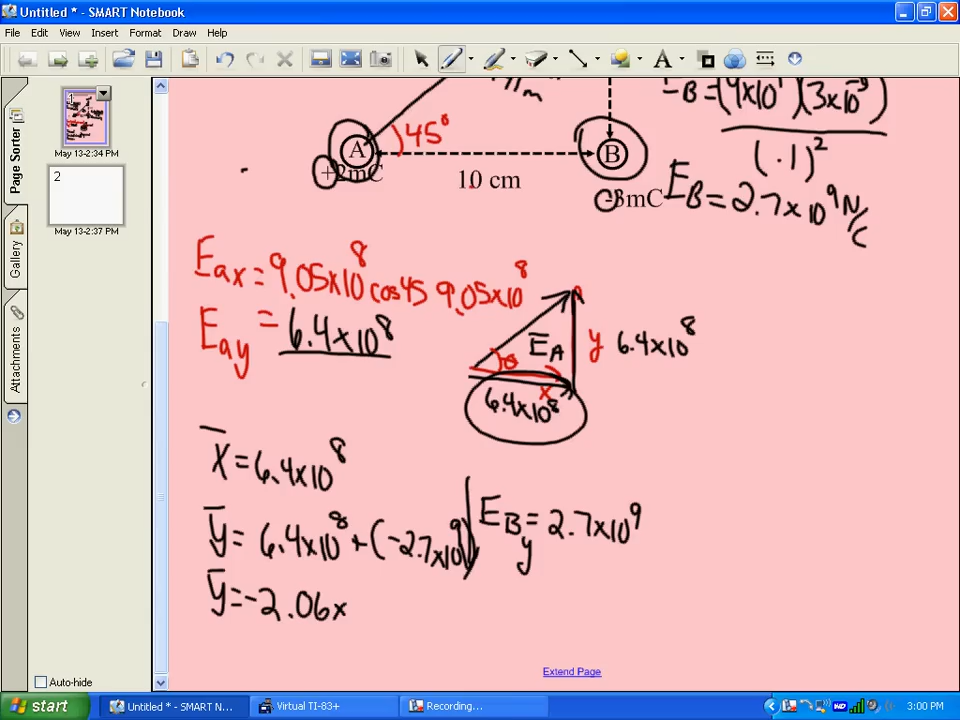 Untitled * - SMART Notebook
File Edit View Insert Format Draw Help
Page Sorter
Gallery
Attachments
1
May 13-2:34 PM
2
May 13-2:37 PM
E_B = (9x10^9)(3x10^-3)
(.1)^2
E_B = 2.7x10^9 N/C
45°
A
B
+2mC
10 cm
-3mC
E_ax = 9.05x10^8 cos45 9.05x10^8
E_ay = 6.4x10^8
θ
E_A
y 6.4x10^8
x
6.4x10^8
x = 6.4x10^8
y = 6.4x10^8 + (-2.7x10^9)
E_By = 2.7x10^9
y = -2.06x
Extend Page
Auto-hide
start
Untitled * - SMART N...
Virtual TI-83+
Recording...
3:00 PM